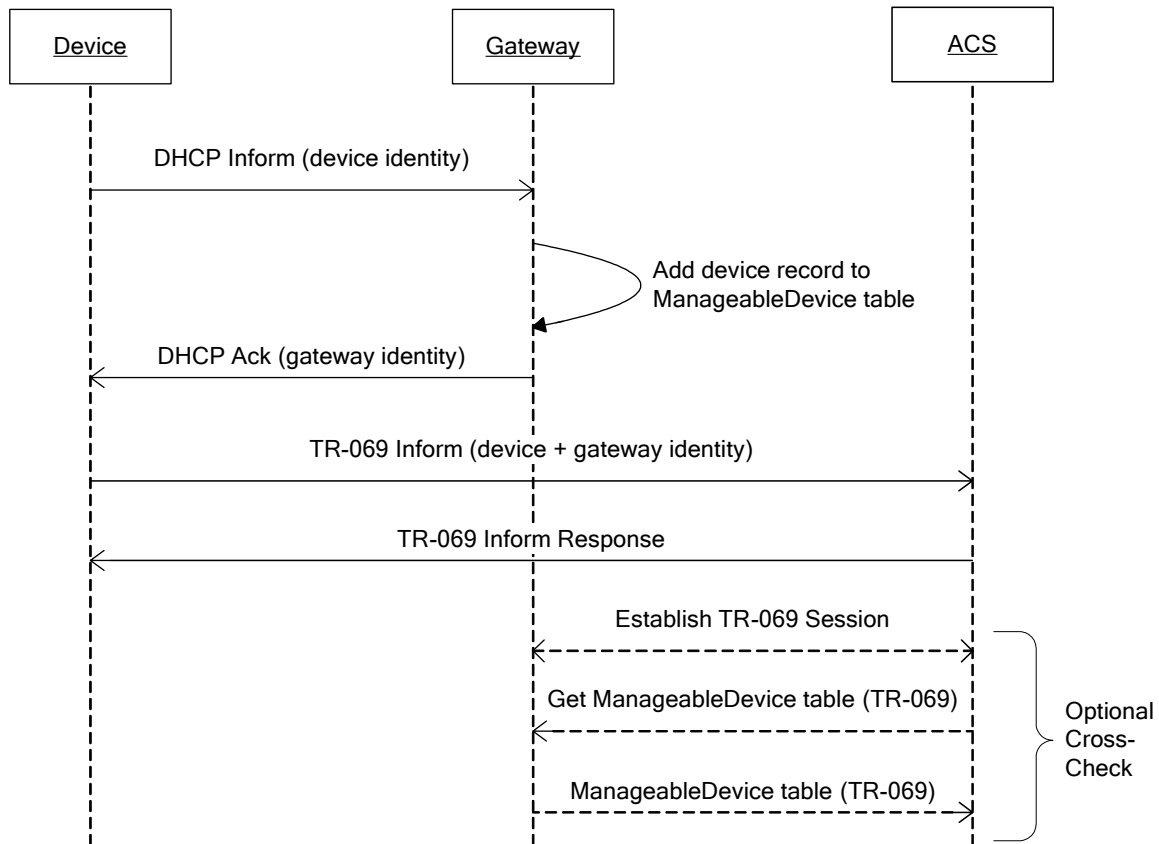 Device
Gateway
ACS
DHCP Inform (device identity)
Add device record to
ManageableDevice table
DHCP Ack (gateway identity)
TR-069 Inform (device + gateway identity)
TR-069 Inform Response
Establish TR-069 Session
Get ManageableDevice table (TR-069)
ManageableDevice table (TR-069)
Optional
Cross-
Check